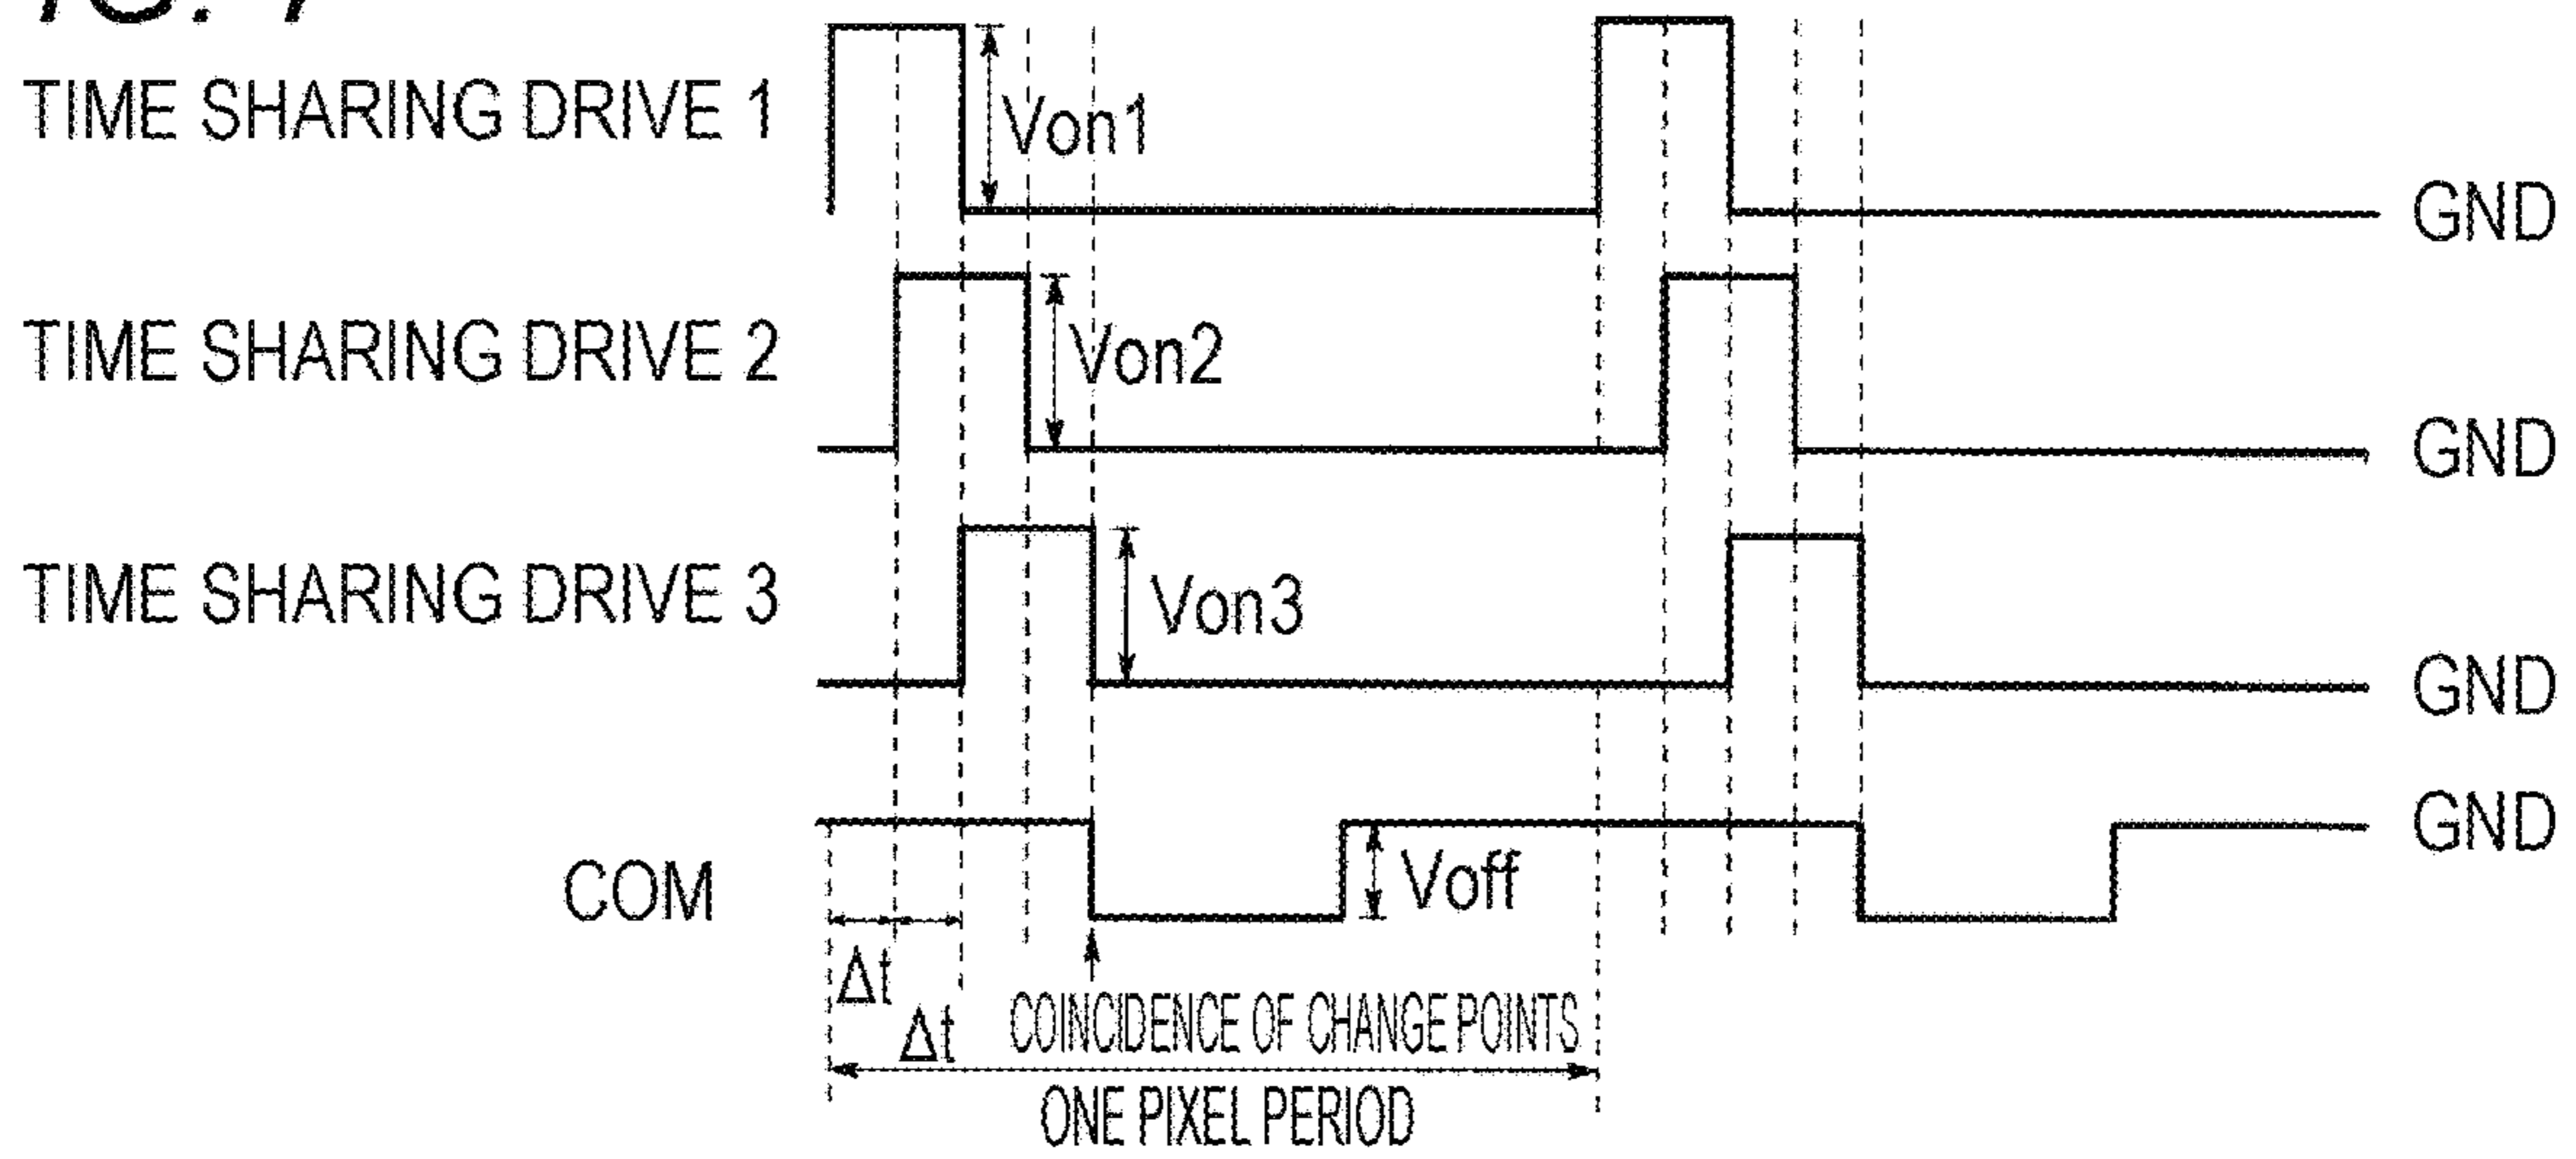 TIME SHARING DRIVE 1
Von1
GND
TIME SHARING DRIVE 2
Von2
GND
TIME SHARING DRIVE 3
Von3
GND
GND
COM
Voff
Δt
Δt
COINCIDENCE OF CHANGE POINTS
ONE PIXEL PERIOD